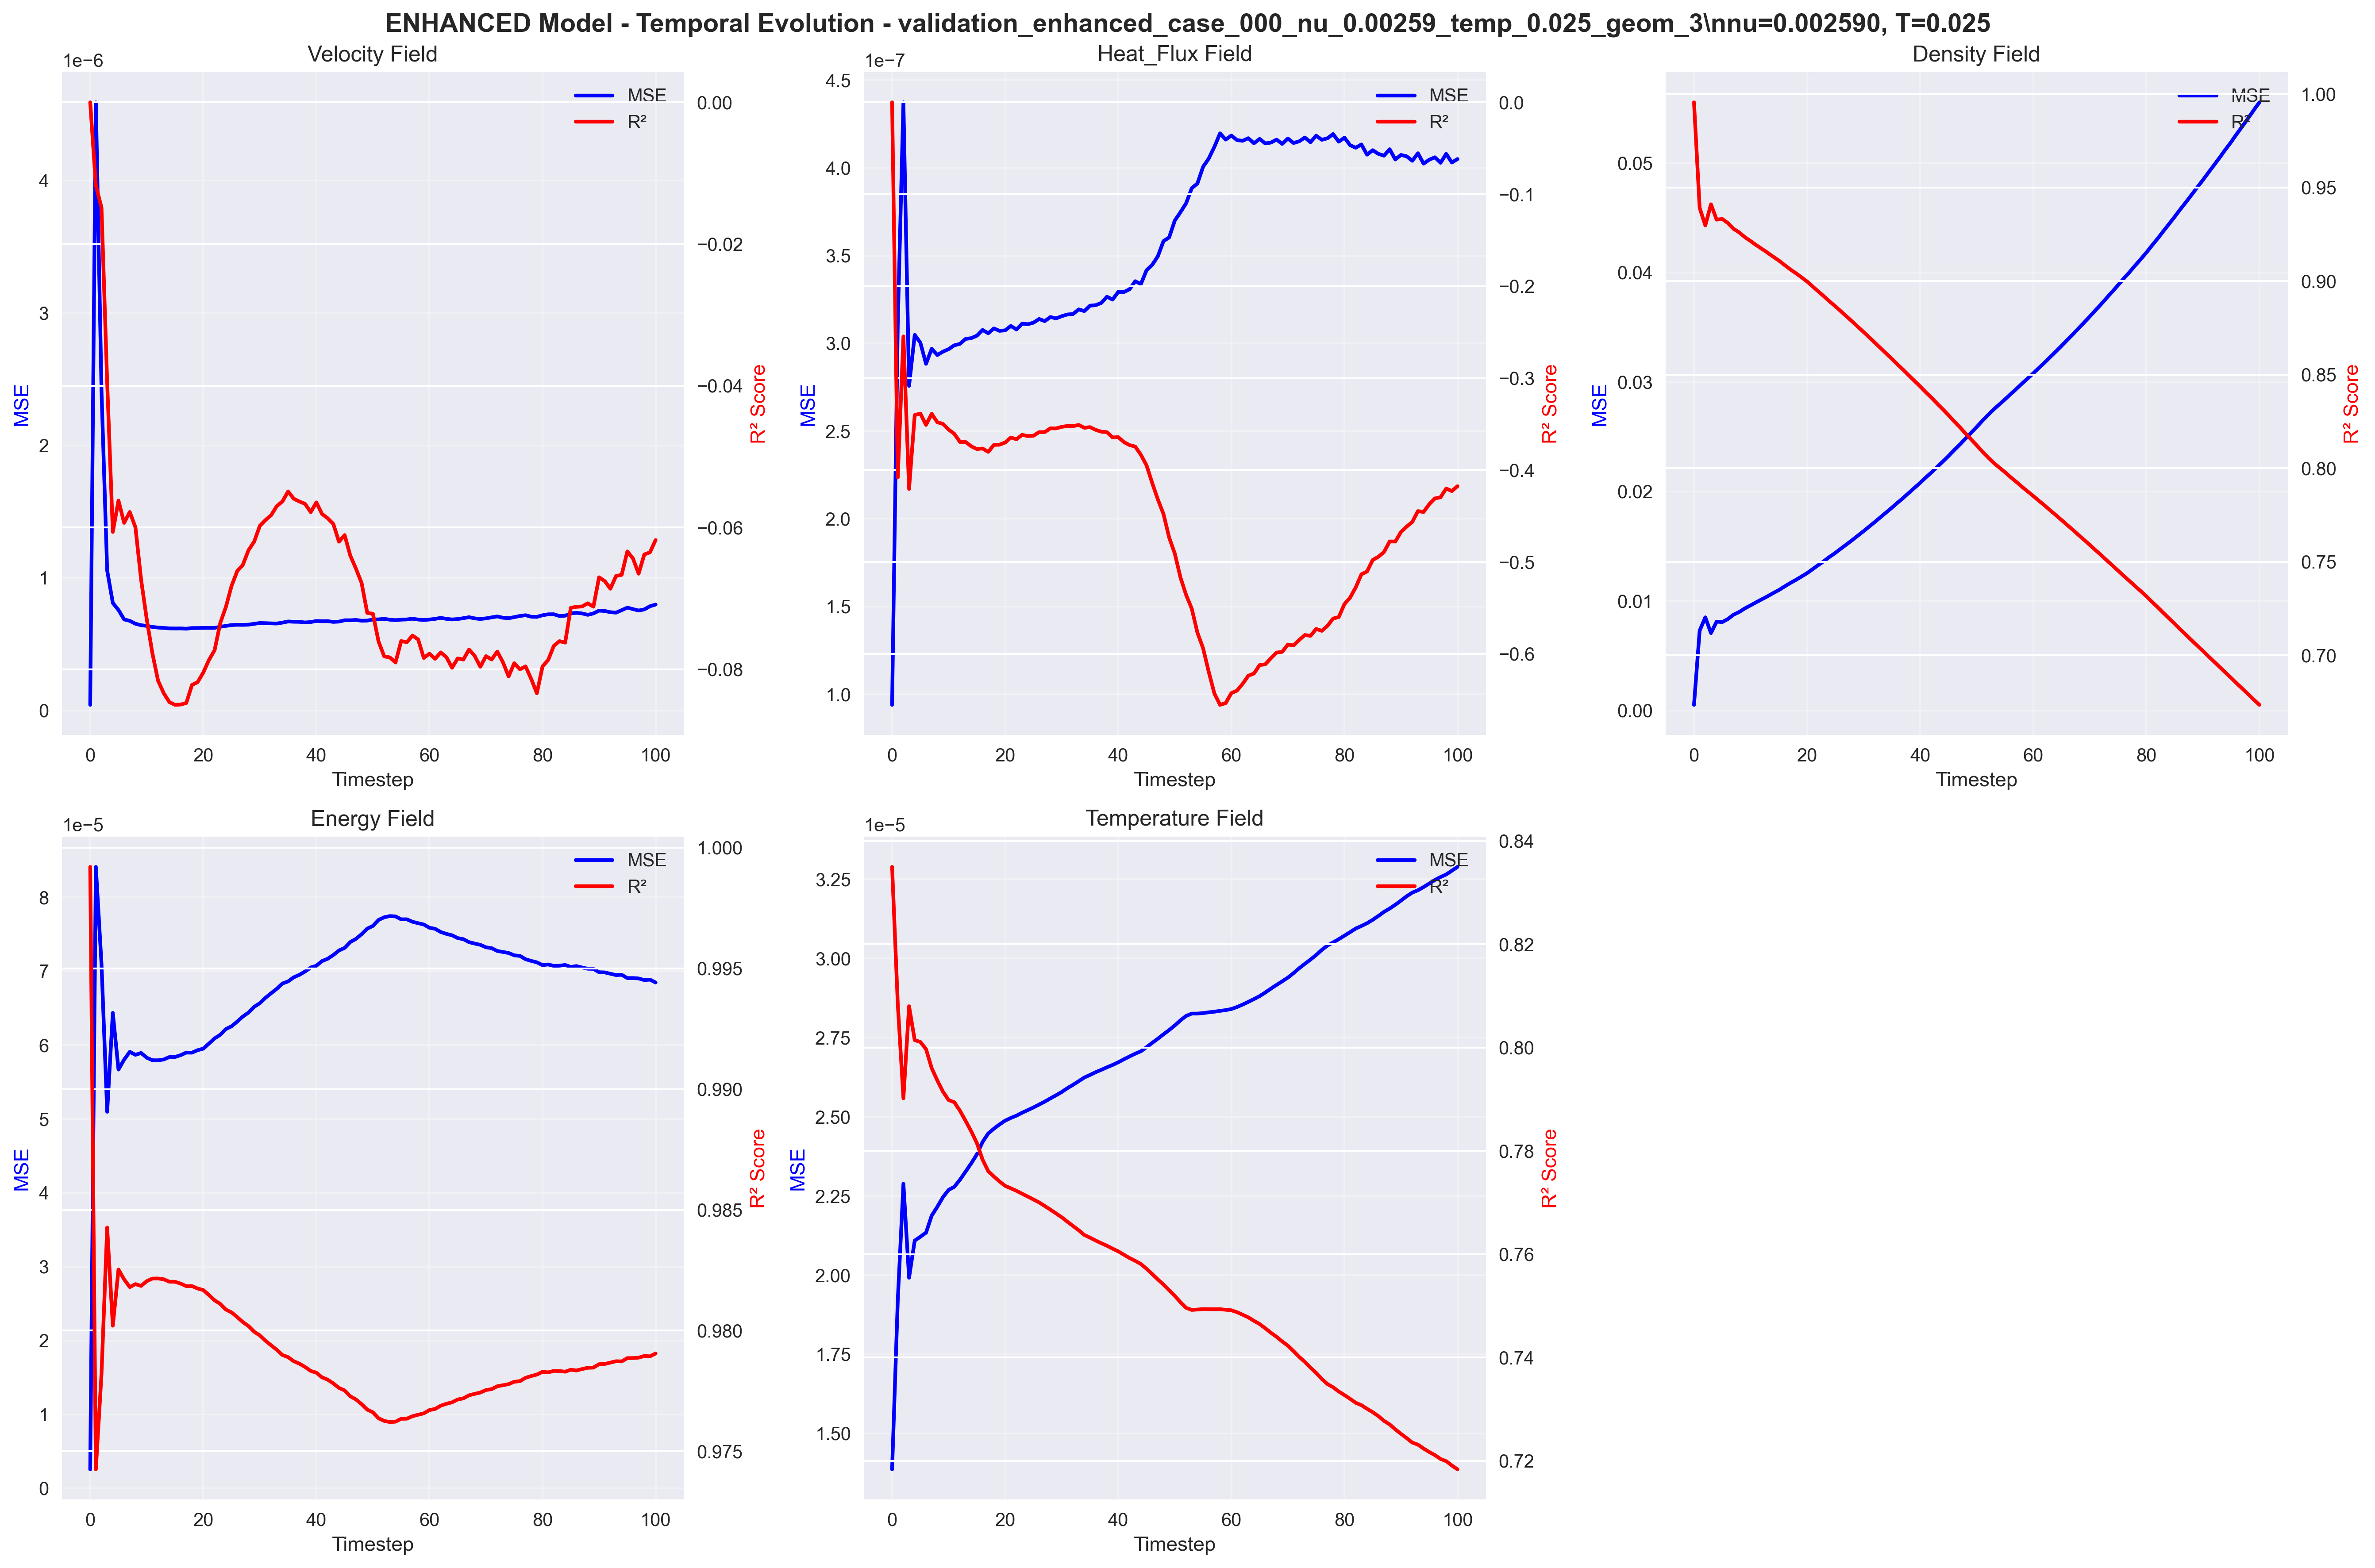 ENHANCED Model - Temporal Evolution - validation_enhanced_case_000_nu_0.00259_temp_0.025_geom_3\nnu=0.002590, T=0.025
Velocity Field
1e−6
MSE
R²
4
3
2
1
0
0.00
−0.02
−0.04
−0.06
−0.08
MSE
R² Score
0 20 40 60 80 100
Timestep
Heat_Flux Field
1e−7
MSE
R²
4.5
4.0
3.5
3.0
2.5
2.0
1.5
1.0
0.0
−0.1
−0.2
−0.3
−0.4
−0.5
−0.6
MSE
R² Score
0 20 40 60 80 100
Timestep
Density Field
MSE
R²
0.05
0.04
0.03
0.02
0.01
0.00
1.00
0.95
0.90
0.85
0.80
0.75
0.70
MSE
R² Score
0 20 40 60 80 100
Timestep
Energy Field
1e−5
MSE
R²
8
7
6
5
4
3
2
1
0
1.000
0.995
0.990
0.985
0.980
0.975
MSE
R² Score
0 20 40 60 80 100
Timestep
Temperature Field
1e−5
MSE
R²
3.25
3.00
2.75
2.50
2.25
2.00
1.75
1.50
0.84
0.82
0.80
0.78
0.76
0.74
0.72
MSE
R² Score
0 20 40 60 80 100
Timestep